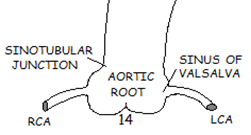 SINOTUBULAR
JUNCTION
SINUS OF
VALSALVA
AORTIC
ROOT
RCA
14
LCA